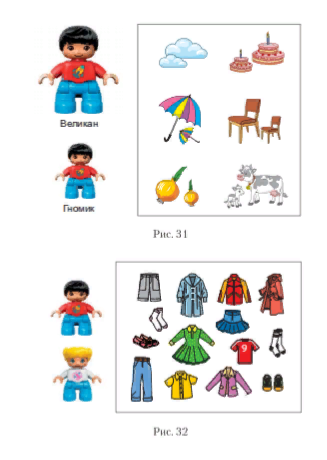 Великан
Гномик
Рис. 31
9
Рис. 32